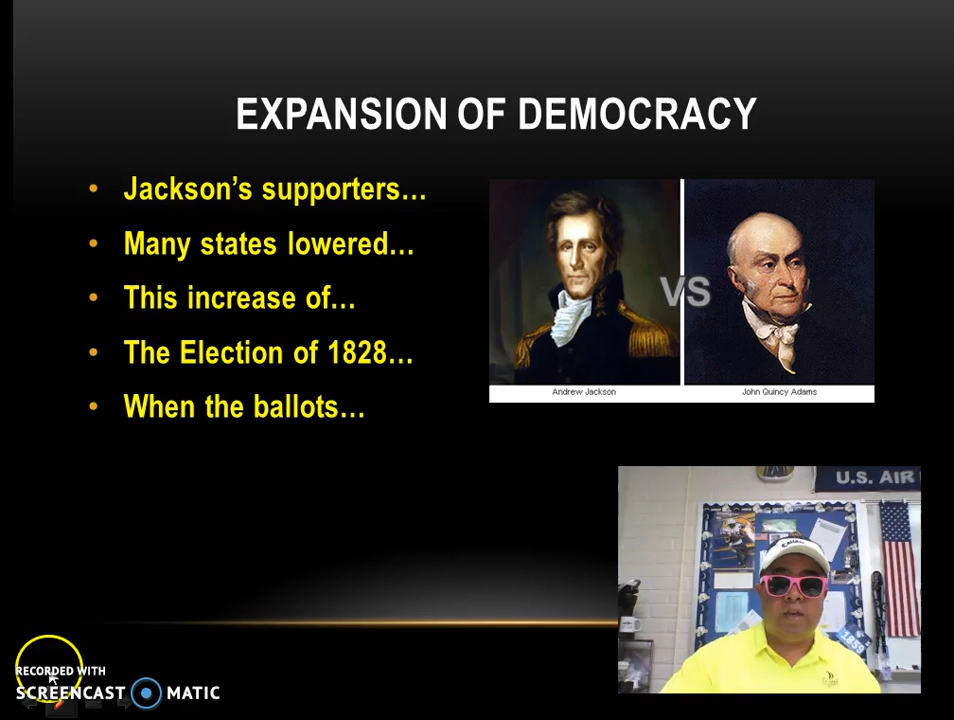 EXPANSION OF DEMOCRACY
• Jackson's supporters…
• Many states lowered…
• This increase of…
• The Election of 1828…
• When the ballots…
VS
Andrew Jackson
John Quincy Adams
U.S. AIR
1859
RECORDED WITH
SCREENCAST MATIC